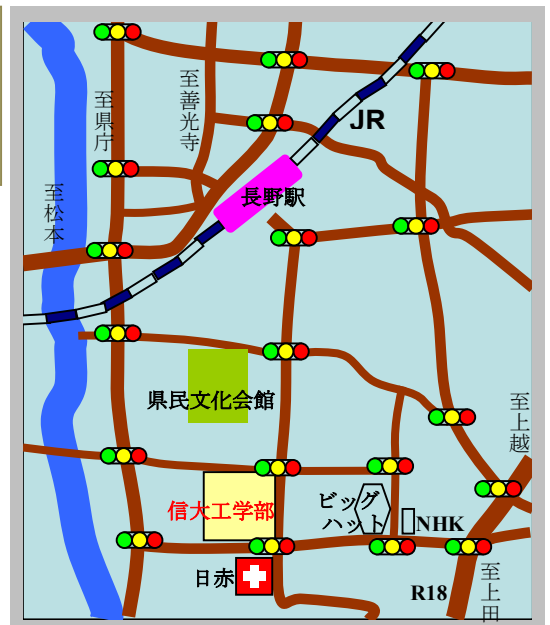 至県庁
至善光寺
JR
至松本
長野駅
県民文化会館
至上越
信大工学部
ビッグ
ハット
NHK
日赤
R18
至上田